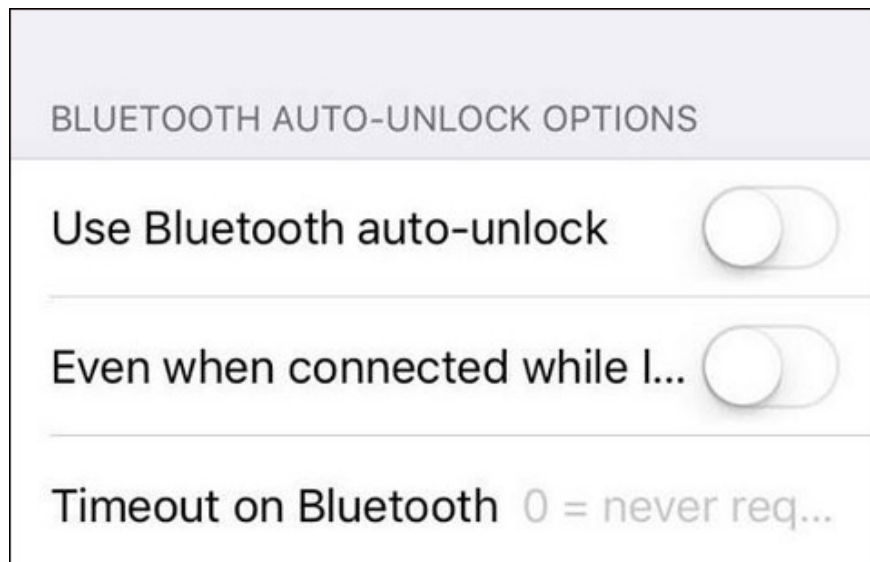 BLUETOOTH AUTO-UNLOCK OPTIONS
Use Bluetooth auto-unlock
Even when connected while l...
Timeout on Bluetooth 0 = never req...